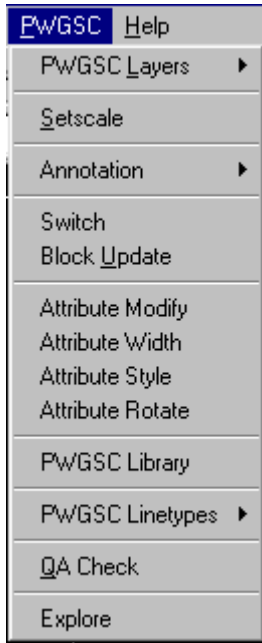 PWGSC Help
PWGSC Layers
Setscale
Annotation
Switch
Block Update
Attribute Modify
Attribute Width
Attribute Style
Attribute Rotate
PWGSC Library
PWGSC Linetypes
QA Check
Explore